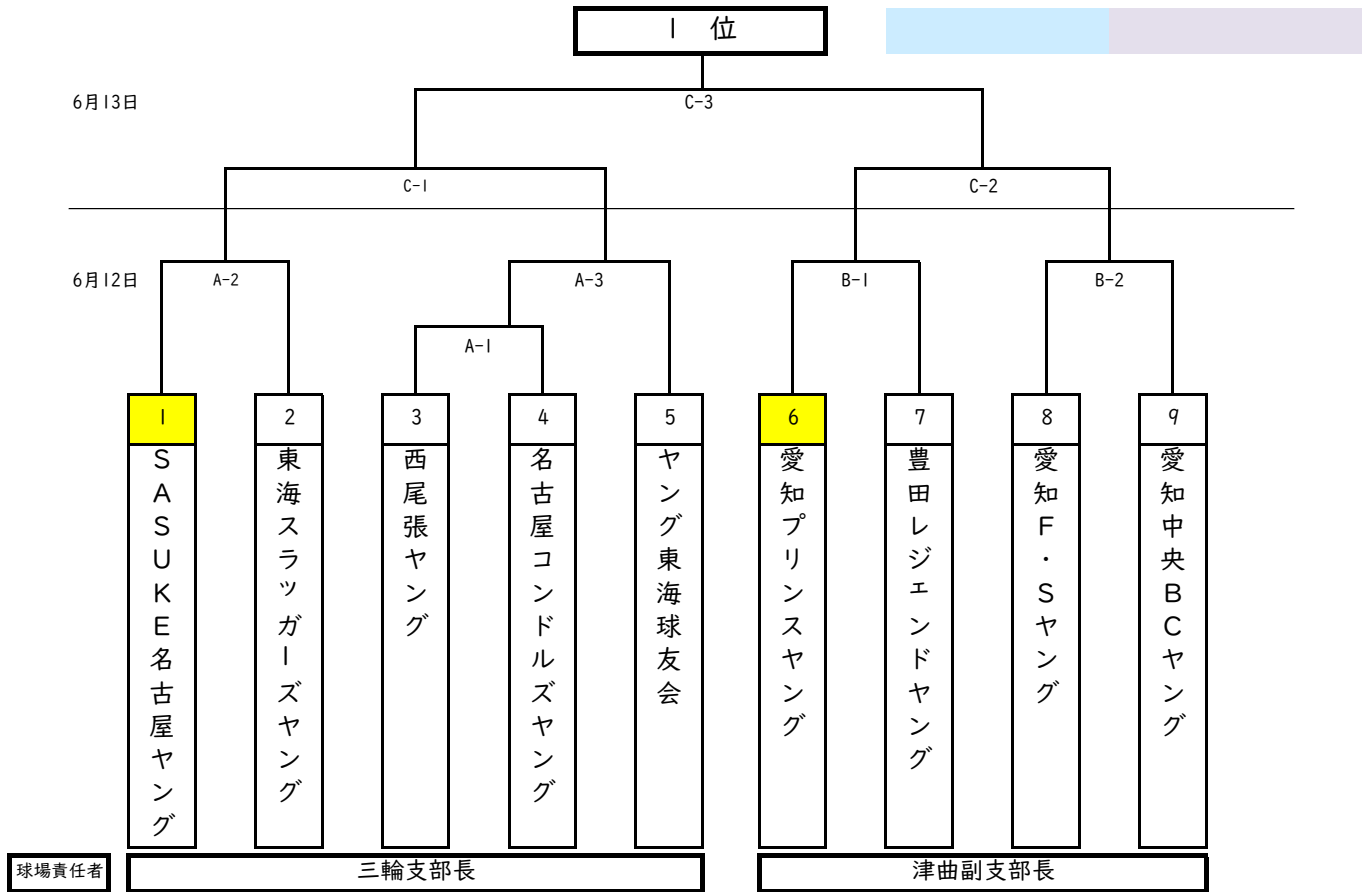 1 位
6月13日
C-3
C-1
C-2
6月12日
A-2
A-3
B-1
B-2
A-1
1
2
3
4
5
6
7
8
9
SASUKE名古屋ヤング
東海スラッガーズヤング
西尾張ヤング
名古屋コンドルズヤング
ヤング東海球友会
愛知プリンスヤング
豊田レジェンドヤング
愛知F・Sヤング
愛知中央BCヤング
球場責任者
三輪支部長
津曲副支部長